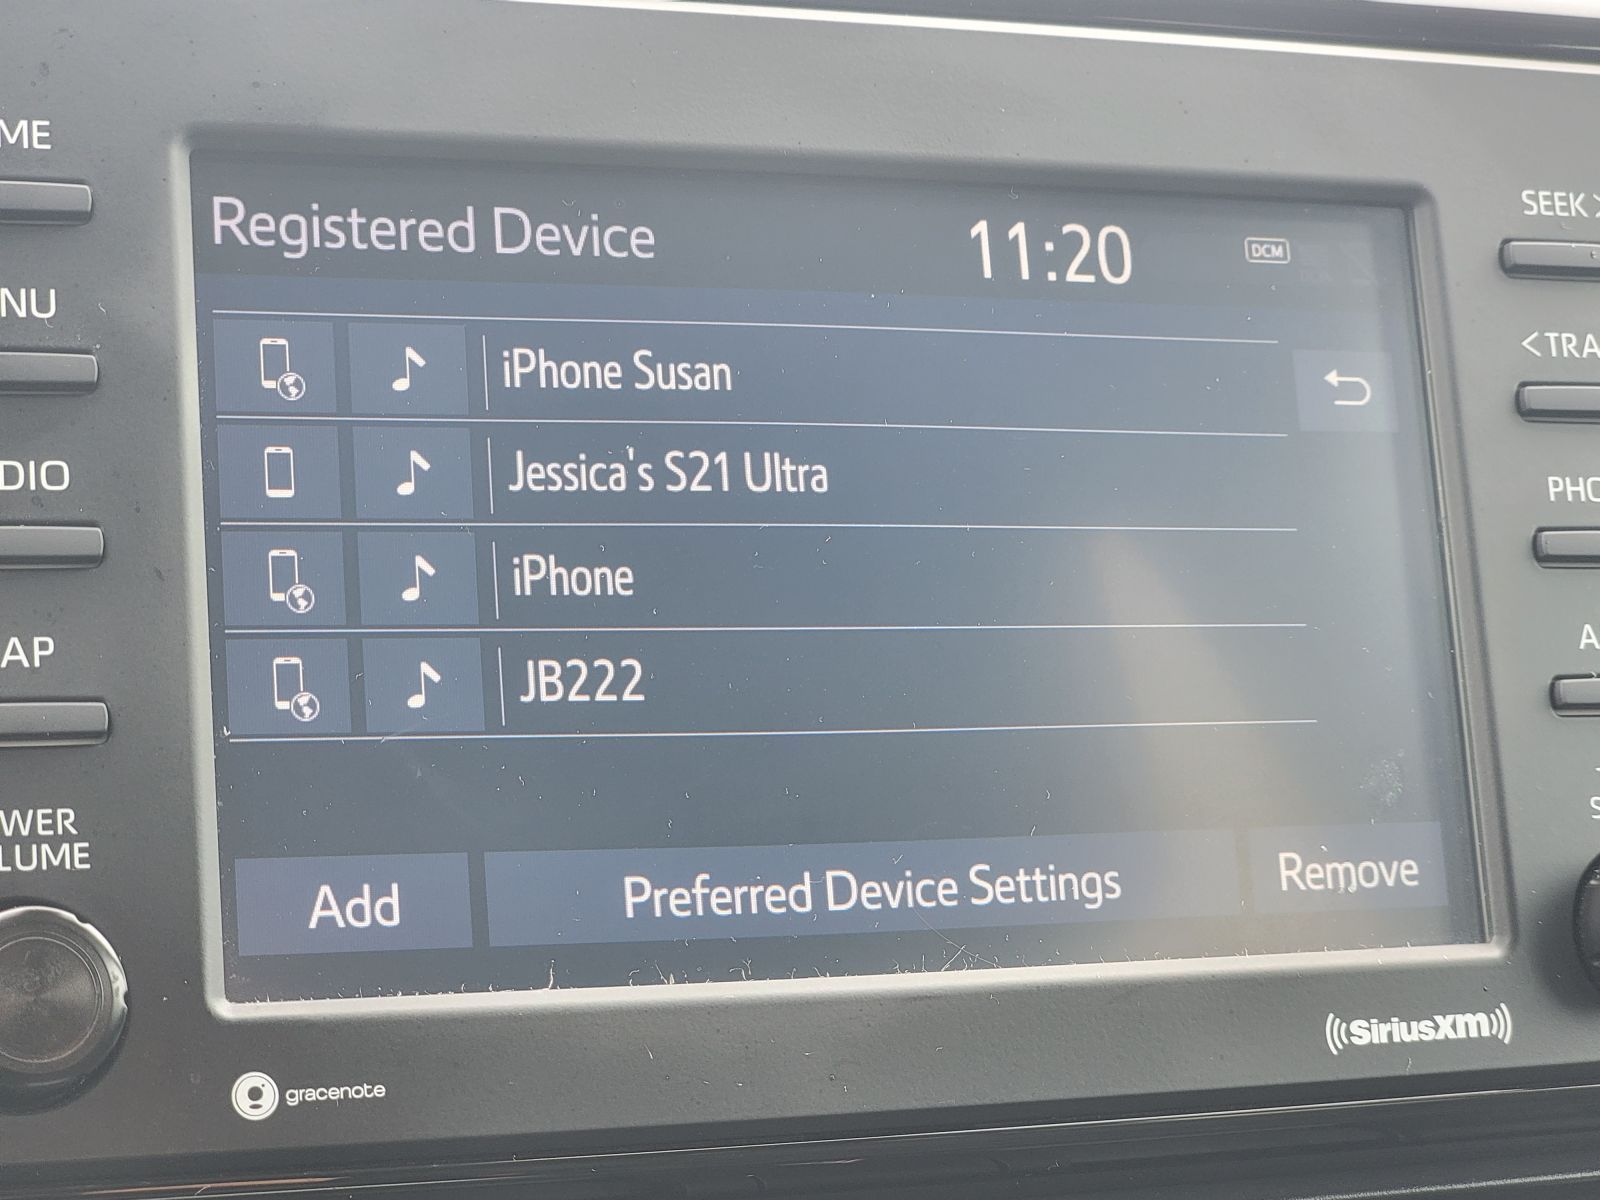 Registered Device 11:20 DCM
iPhone Susan
Jessica's S21 Ultra
iPhone
JB222
Add Preferred Device Settings Remove
ME
NU
DIO
AP
WER
LUME
SEEK >
< TRA
PHO
A
S
gracenote
SiriusXM